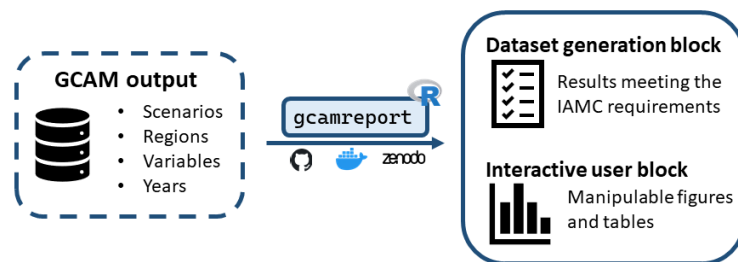 GCAM output
• Scenarios
• Regions
• Variables
• Years
R
gcamreport
zenodo
Dataset generation block
Results meeting the
IAMC requirements
Interactive user block
Manipulable figures
and tables